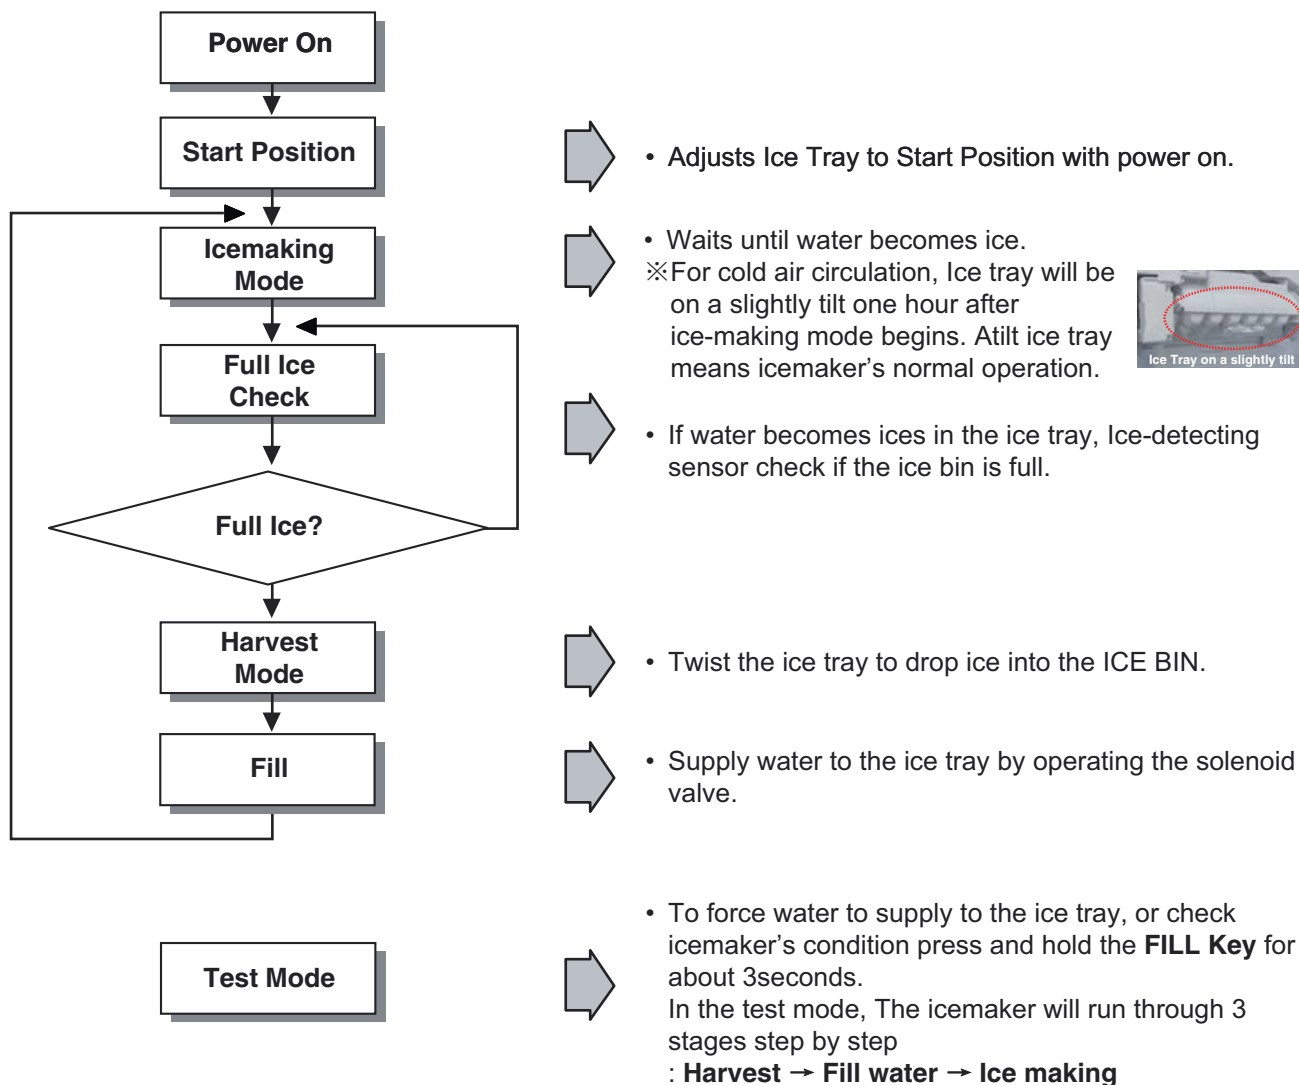 Power On
Start Position
• Adjusts Ice Tray to Start Position with power on.
Icemaking
Mode
• Waits until water becomes ice.
※For cold air circulation, Ice tray will be
on a slightly tilt one hour after
ice-making mode begins. Atilt ice tray
means icemaker’s normal operation.
Ice Tray on a slightly tilt
Full Ice
Check
• If water becomes ices in the ice tray, Ice-detecting
sensor check if the ice bin is full.
Full Ice?
Harvest
Mode
• Twist the ice tray to drop ice into the ICE BIN.
Fill
• Supply water to the ice tray by operating the solenoid
valve.
Test Mode
• To force water to supply to the ice tray, or check
icemaker’s condition press and hold the FILL Key for
about 3seconds.
In the test mode, The icemaker will run through 3
stages step by step
: Harvest → Fill water → Ice making